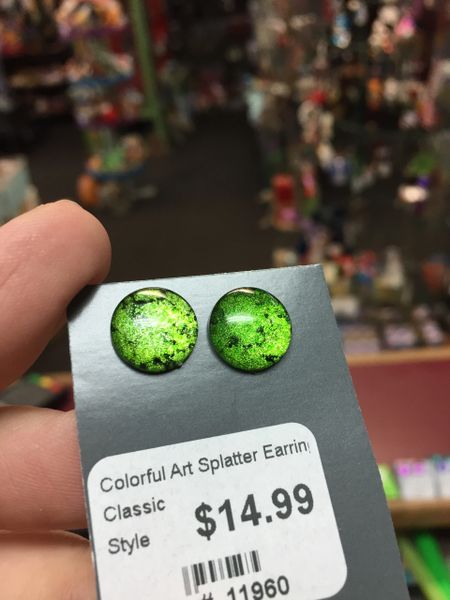 Colorful Art Splatter Earrin
Classic
Style
$14.99
# 11960